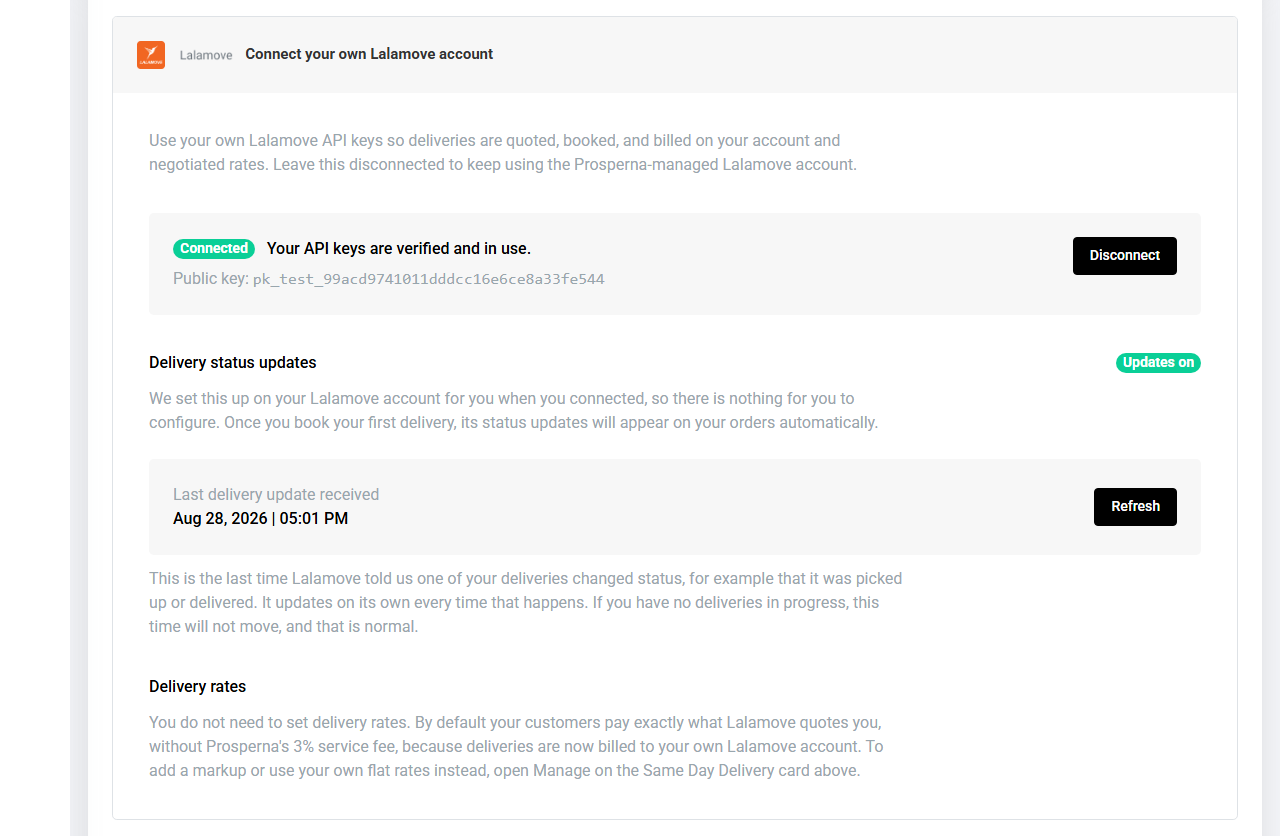 LALAMOVE
Lalamove Connect your own Lalamove account
Use your own Lalamove API keys so deliveries are quoted, booked, and billed on your account and
negotiated rates. Leave this disconnected to keep using the Prosperna-managed Lalamove account.
Connected Your API keys are verified and in use.
Disconnect
Public key: pk_test_99acd9741011dddcc16e6ce8a33fe544
Delivery status updates
Updates on
We set this up on your Lalamove account for you when you connected, so there is nothing for you to
configure. Once you book your first delivery, its status updates will appear on your orders automatically.
Last delivery update received
Aug 28, 2026 | 05:01 PM
Refresh
This is the last time Lalamove told us one of your deliveries changed status, for example that it was picked
up or delivered. It updates on its own every time that happens. If you have no deliveries in progress, this
time will not move, and that is normal.
Delivery rates
You do not need to set delivery rates. By default your customers pay exactly what Lalamove quotes you,
without Prosperna's 3% service fee, because deliveries are now billed to your own Lalamove account. To
add a markup or use your own flat rates instead, open Manage on the Same Day Delivery card above.